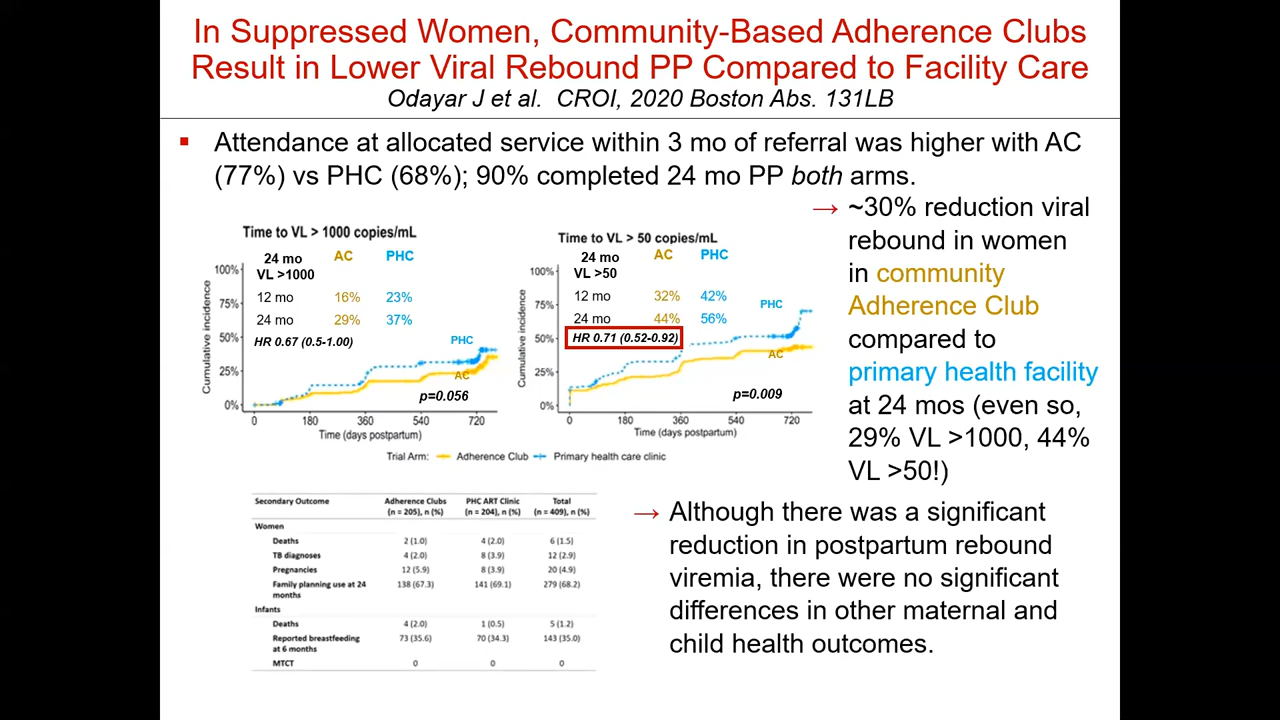 In Suppressed Women, Community-Based Adherence Clubs
Result in Lower Viral Rebound PP Compared to Facility Care
Odayar J et al. CROI, 2020 Boston Abs. 131LB
▪ Attendance at allocated service within 3 mo of referral was higher with AC
(77%) vs PHC (68%); 90% completed 24 mo PP both arms.
Time to VL > 1000 copies/mL
24 mo AC PHC
VL >1000
12 mo 16% 23%
24 mo 29% 37%
HR 0.67 (0.5-1.00)
PHC
AC
p=0.056
Cumulative incidence
100%
75%
50%
25%
0%
0 180 360 540 720
Time (days postpartum)
Time to VL > 50 copies/mL
24 mo AC PHC
VL >50
12 mo 32% 42%
24 mo 44% 56%
HR 0.71 (0.52-0.92)
PHC
AC
p=0.009
Cumulative incidence
100%
75%
50%
25%
0%
0 180 360 540 720
Time (days postpartum)
Trial Arm: Adherence Club Primary health care clinic
→ ~30% reduction viral
rebound in women
in community
Adherence Club
compared to
primary health facility
at 24 mos (even so,
29% VL >1000, 44%
VL >50!)
Secondary Outcome Adherence Clubs PHC ART Clinic Total
(n = 205), n (%) (n = 204), n (%) (n = 409), n (%)
Women
Deaths 2 (1.0) 4 (2.0) 6 (1.5)
TB diagnoses 4 (2.0) 8 (3.9) 12 (2.9)
Pregnancies 12 (5.9) 8 (3.9) 20 (4.9)
Family planning use at 24 138 (67.3) 141 (69.1) 279 (68.2)
months
Infants
Deaths 4 (2.0) 1 (0.5) 5 (1.2)
Reported breastfeeding 73 (35.6) 70 (34.3) 143 (35.0)
at 6 months
MTCT 0 0 0
→ Although there was a significant
reduction in postpartum rebound
viremia, there were no significant
differences in other maternal and
child health outcomes.